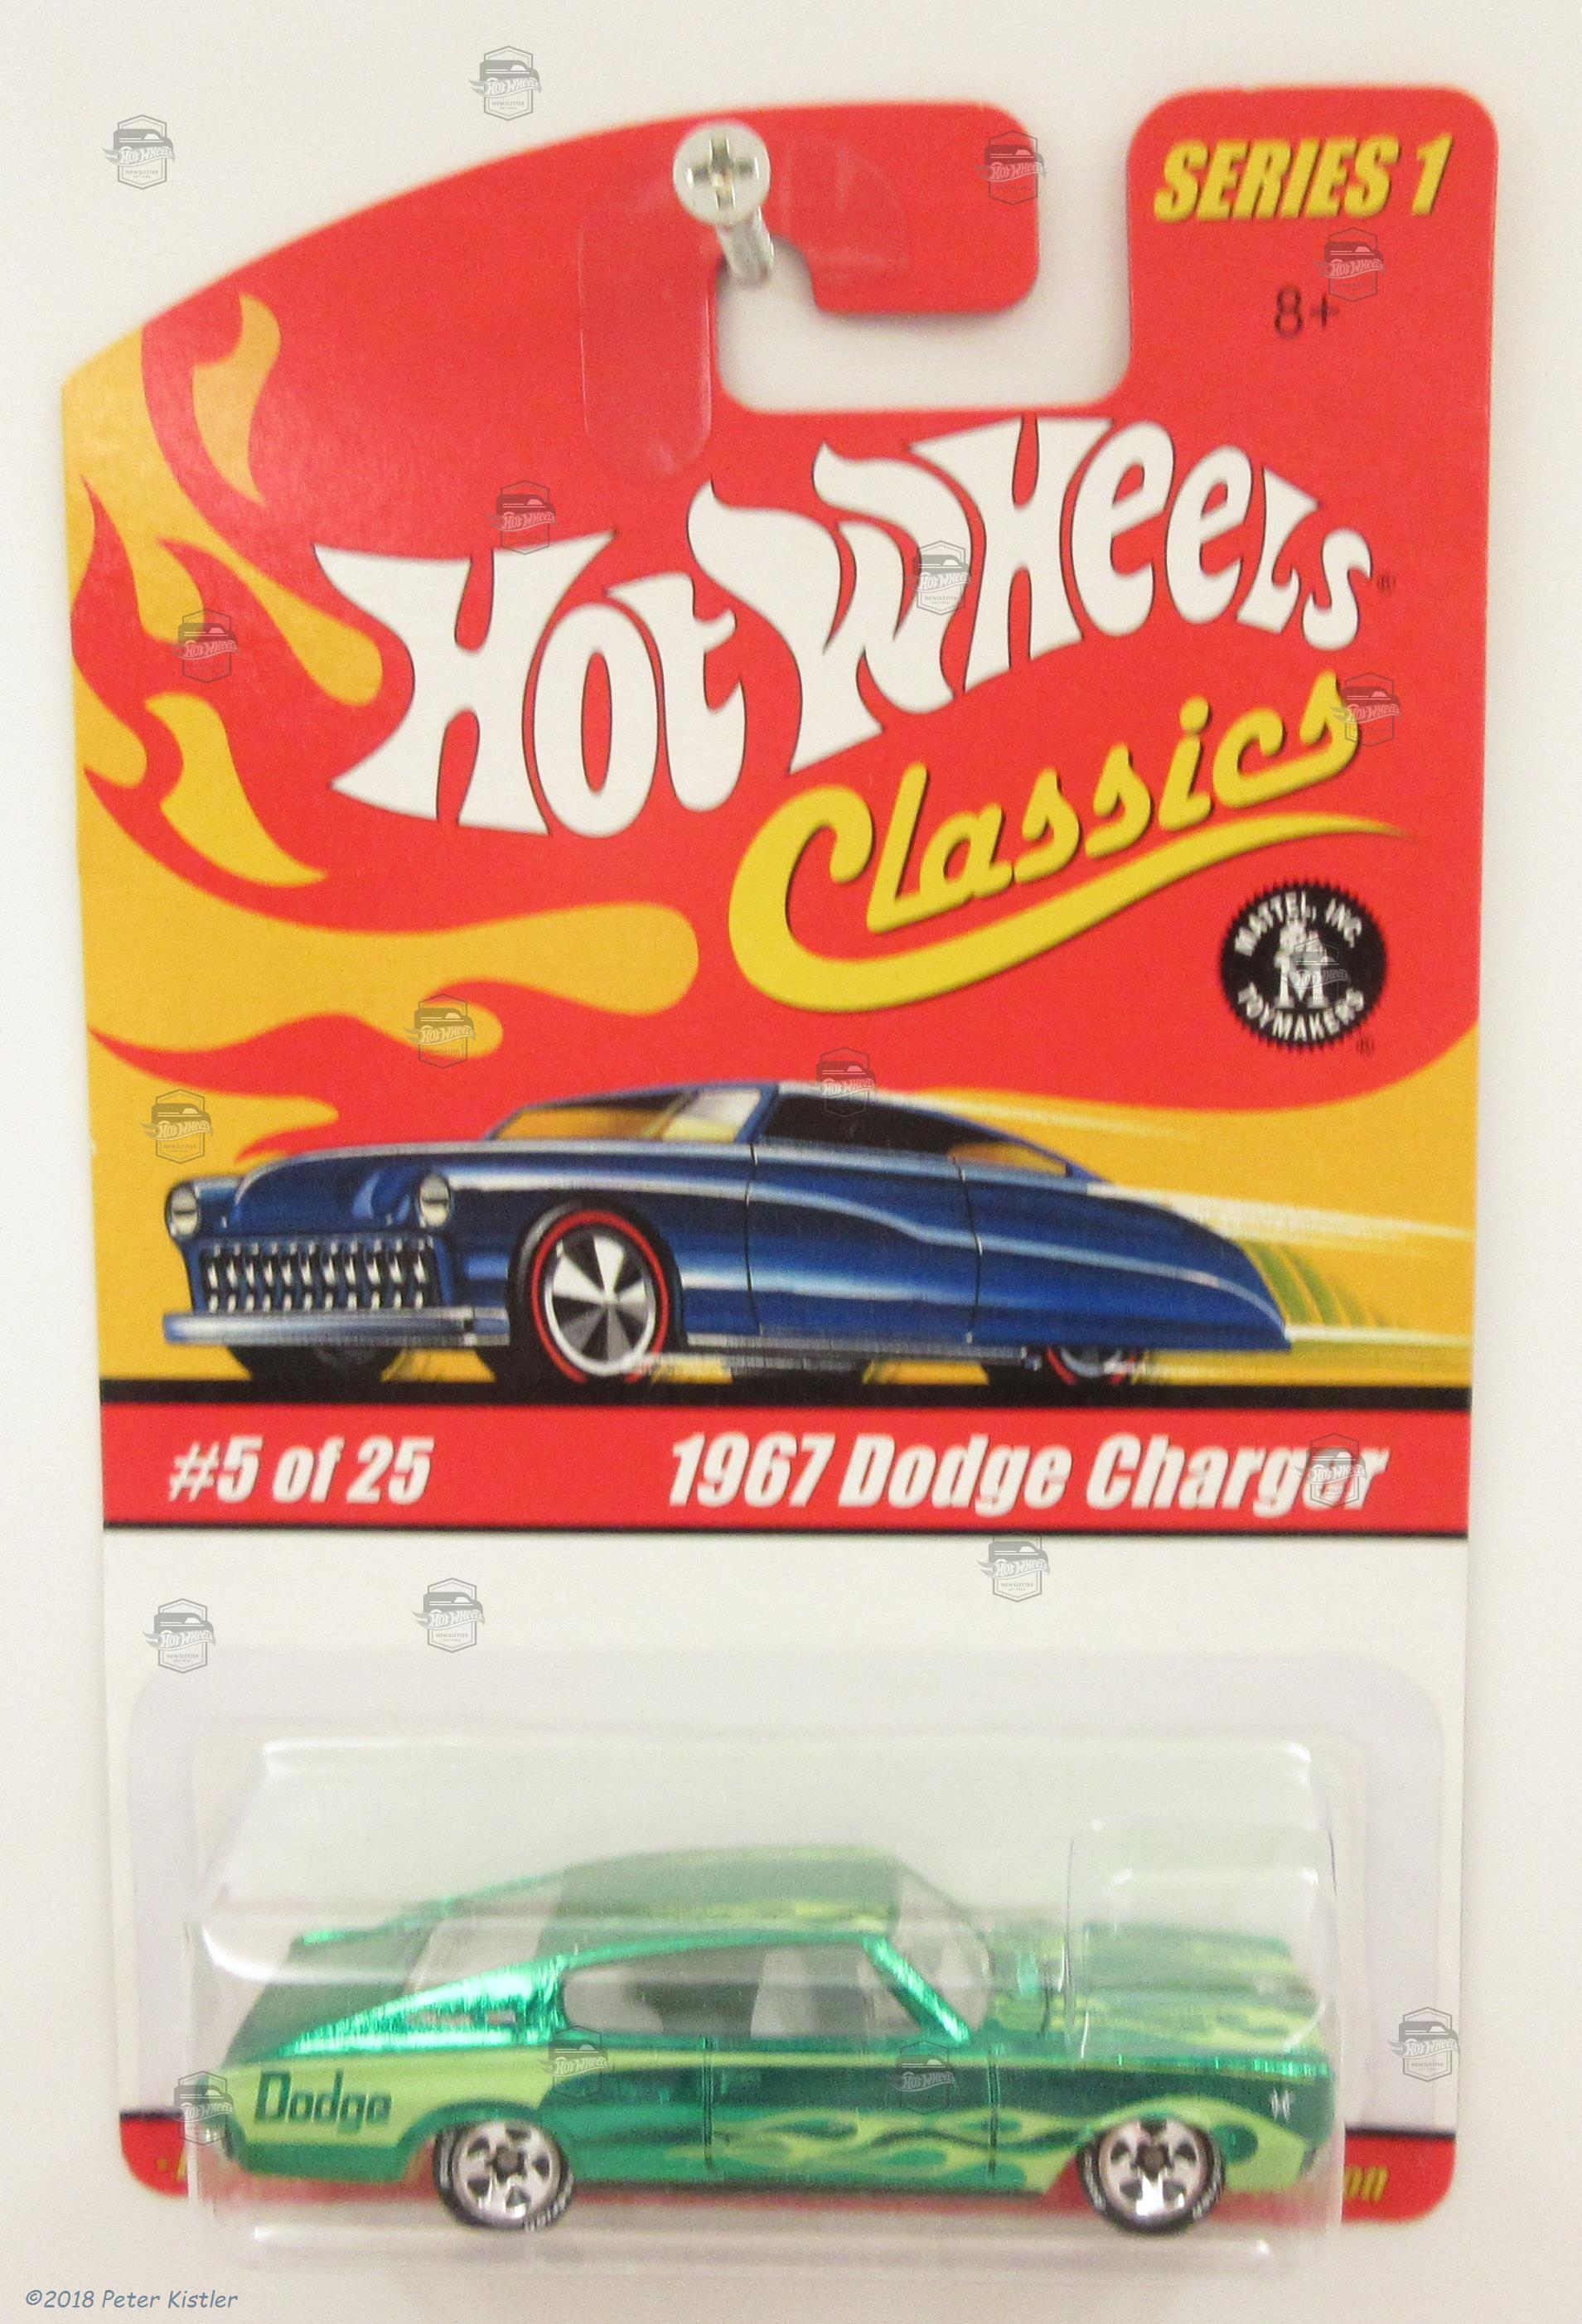 SERIES 1
8+
Hot Wheels®
Classics
MATTEL, INC.
M
TOYMAKERS
®
#5 of 25
1967 Dodge Charger
Dodge
©2018 Peter Kistler